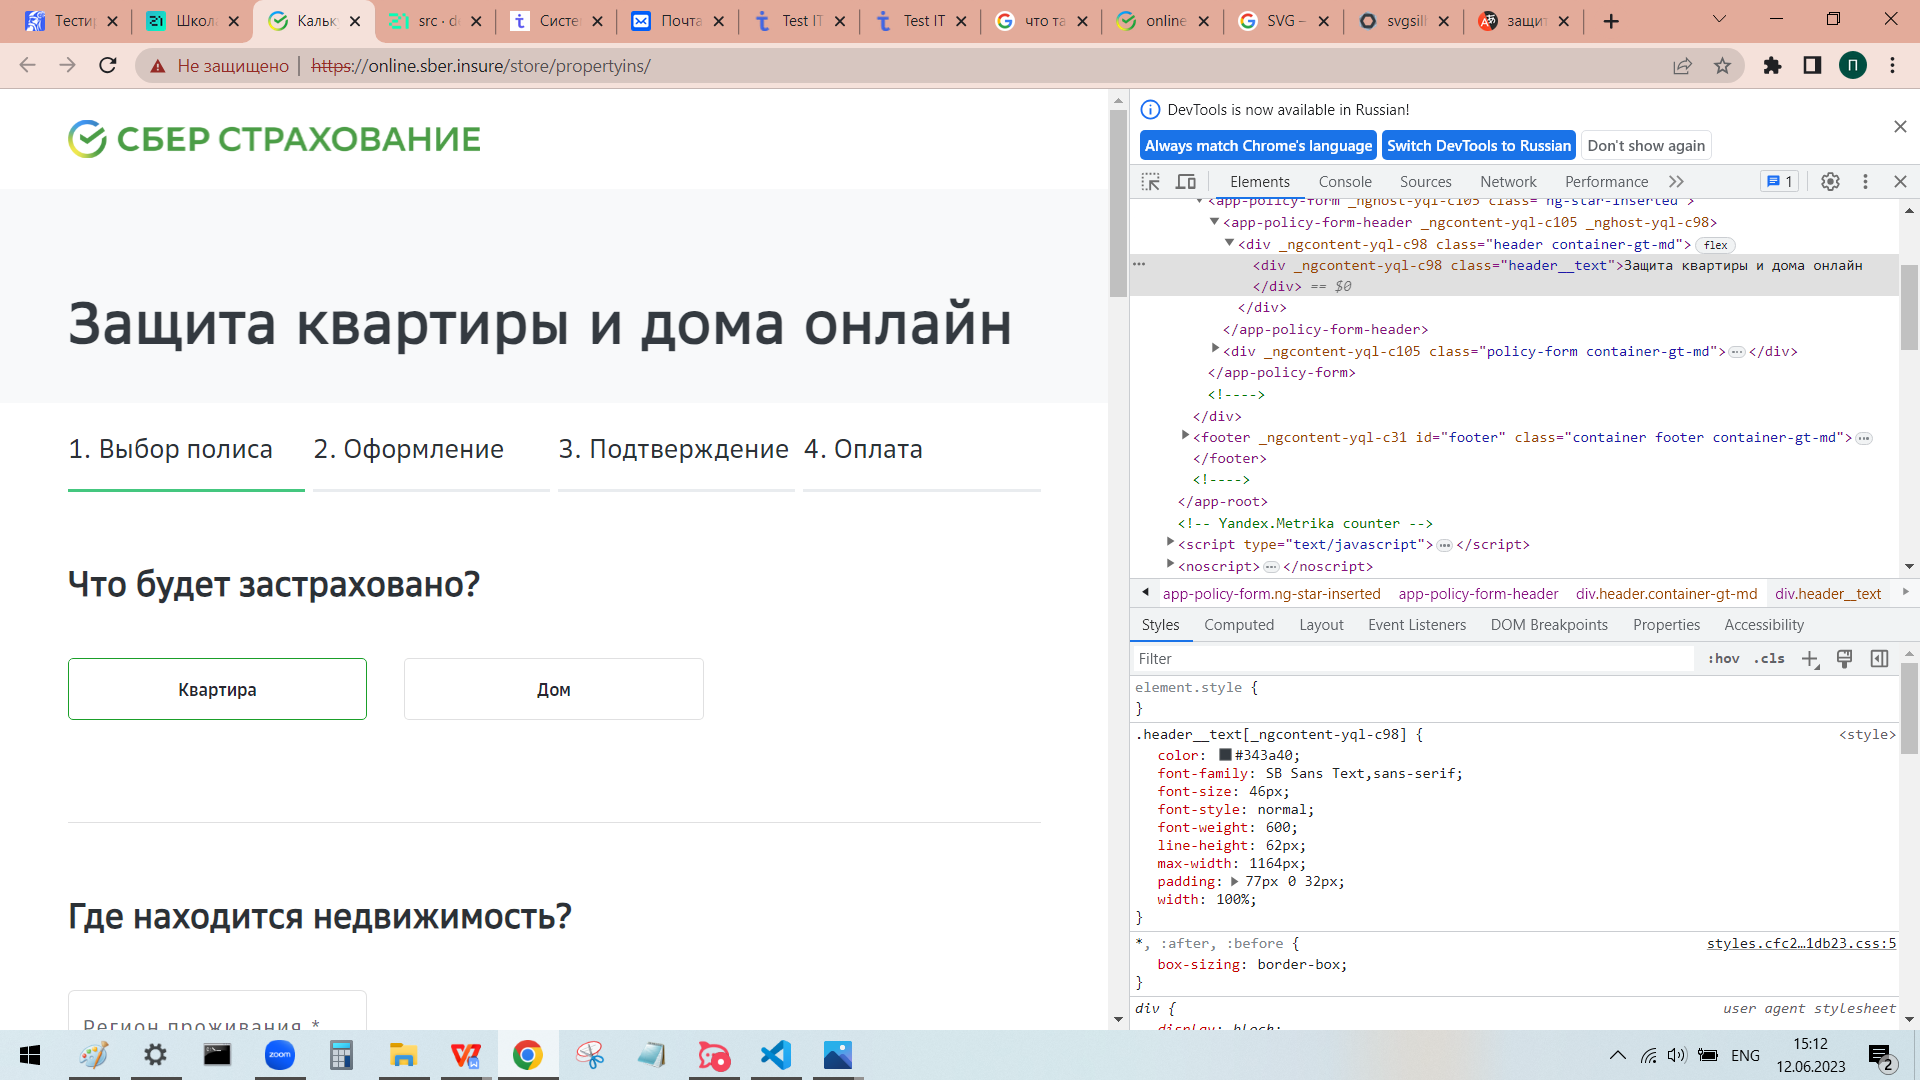 Тестир
Школ
Кальк
src · d
Систе
Почта
Test IT
Test IT
что та
online
SVG –
svgsil
защит
Не защищено
https://online.sber.insure/store/propertyins/
П
СБЕР СТРАХОВАНИЕ
Защита квартиры и дома онлайн
1. Выбор полиса
2. Оформление
3. Подтверждение
4. Оплата
Что будет застраховано?
Квартира
Дом
Где находится недвижимость?
Регион проживания *
DevTools is now available in Russian!
Always match Chrome's language
Switch DevTools to Russian
Don't show again
Elements
Console
Sources
Network
Performance
1
<app-policy-form _nghost-yql-c105 class="ng-star-inserted">
<app-policy-form-header _ngcontent-yql-c105 _nghost-yql-c98>
<div _ngcontent-yql-c98 class="header container-gt-md"> flex
<div _ngcontent-yql-c98 class="header__text">Защита квартиры и дома онлайн
</div> == $0
</div>
</app-policy-form-header>
<div _ngcontent-yql-c105 class="policy-form container-gt-md">…</div>
</app-policy-form>
<!---->
</div>
<footer _ngcontent-yql-c31 id="footer" class="container footer container-gt-md">…
</footer>
<!---->
</app-root>
<!-- Yandex.Metrika counter -->
<script type="text/javascript">…</script>
<noscript>…</noscript>
app-policy-form.ng-star-inserted
app-policy-form-header
div.header.container-gt-md
div.header__text
Styles
Computed
Layout
Event Listeners
DOM Breakpoints
Properties
Accessibility
Filter
:hov
.cls
element.style {
}
.header__text[_ngcontent-yql-c98] {
<style>
color: #343a40;
font-family: SB Sans Text,sans-serif;
font-size: 46px;
font-style: normal;
font-weight: 600;
line-height: 62px;
max-width: 1164px;
padding: 77px 0 32px;
width: 100%;
}
*, :after, :before {
styles.cfc2…1db23.css:5
box-sizing: border-box;
}
div {
user agent stylesheet
display: block;
zoom
ENG
15:12
12.06.2023
2